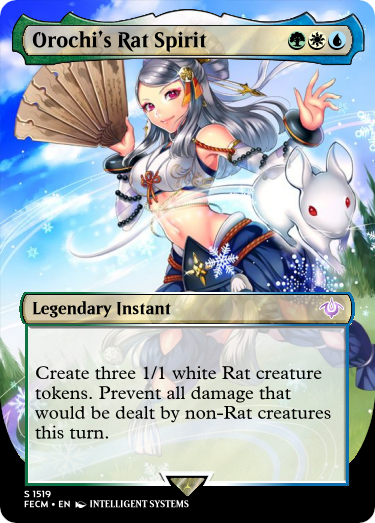 Orochi's Rat Spirit
Legendary Instant
Create three 1/1 white Rat creature
tokens. Prevent all damage that
would be dealt by non-Rat creatures
this turn.
S 1519
FECM • EN INTELLIGENT SYSTEMS